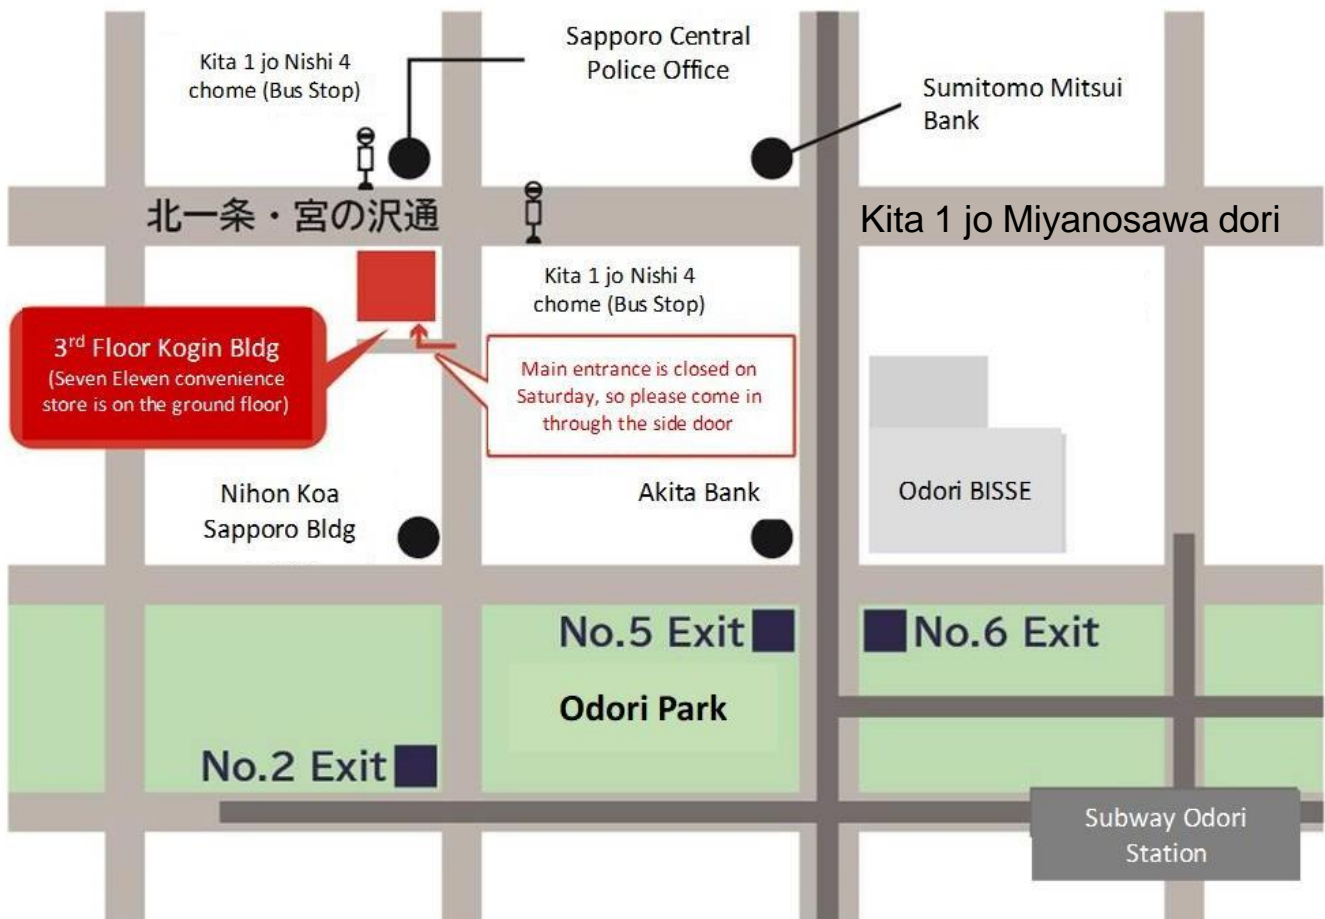 Sapporo Central
Police Office
Kita 1 jo Nishi 4
chome (Bus Stop)
Sumitomo Mitsui
Bank
北一条・宮の沢通
Kita 1 jo Miyanosawa dori
Kita 1 jo Nishi 4
chome (Bus Stop)
3rd Floor Kogin Bldg
(Seven Eleven convenience
store is on the ground floor)
Main entrance is closed on
Saturday, so please come in
through the side door
Nihon Koa
Sapporo Bldg
Akita Bank
Odori BISSE
No.5 Exit
No.6 Exit
Odori Park
No.2 Exit
Subway Odori
Station